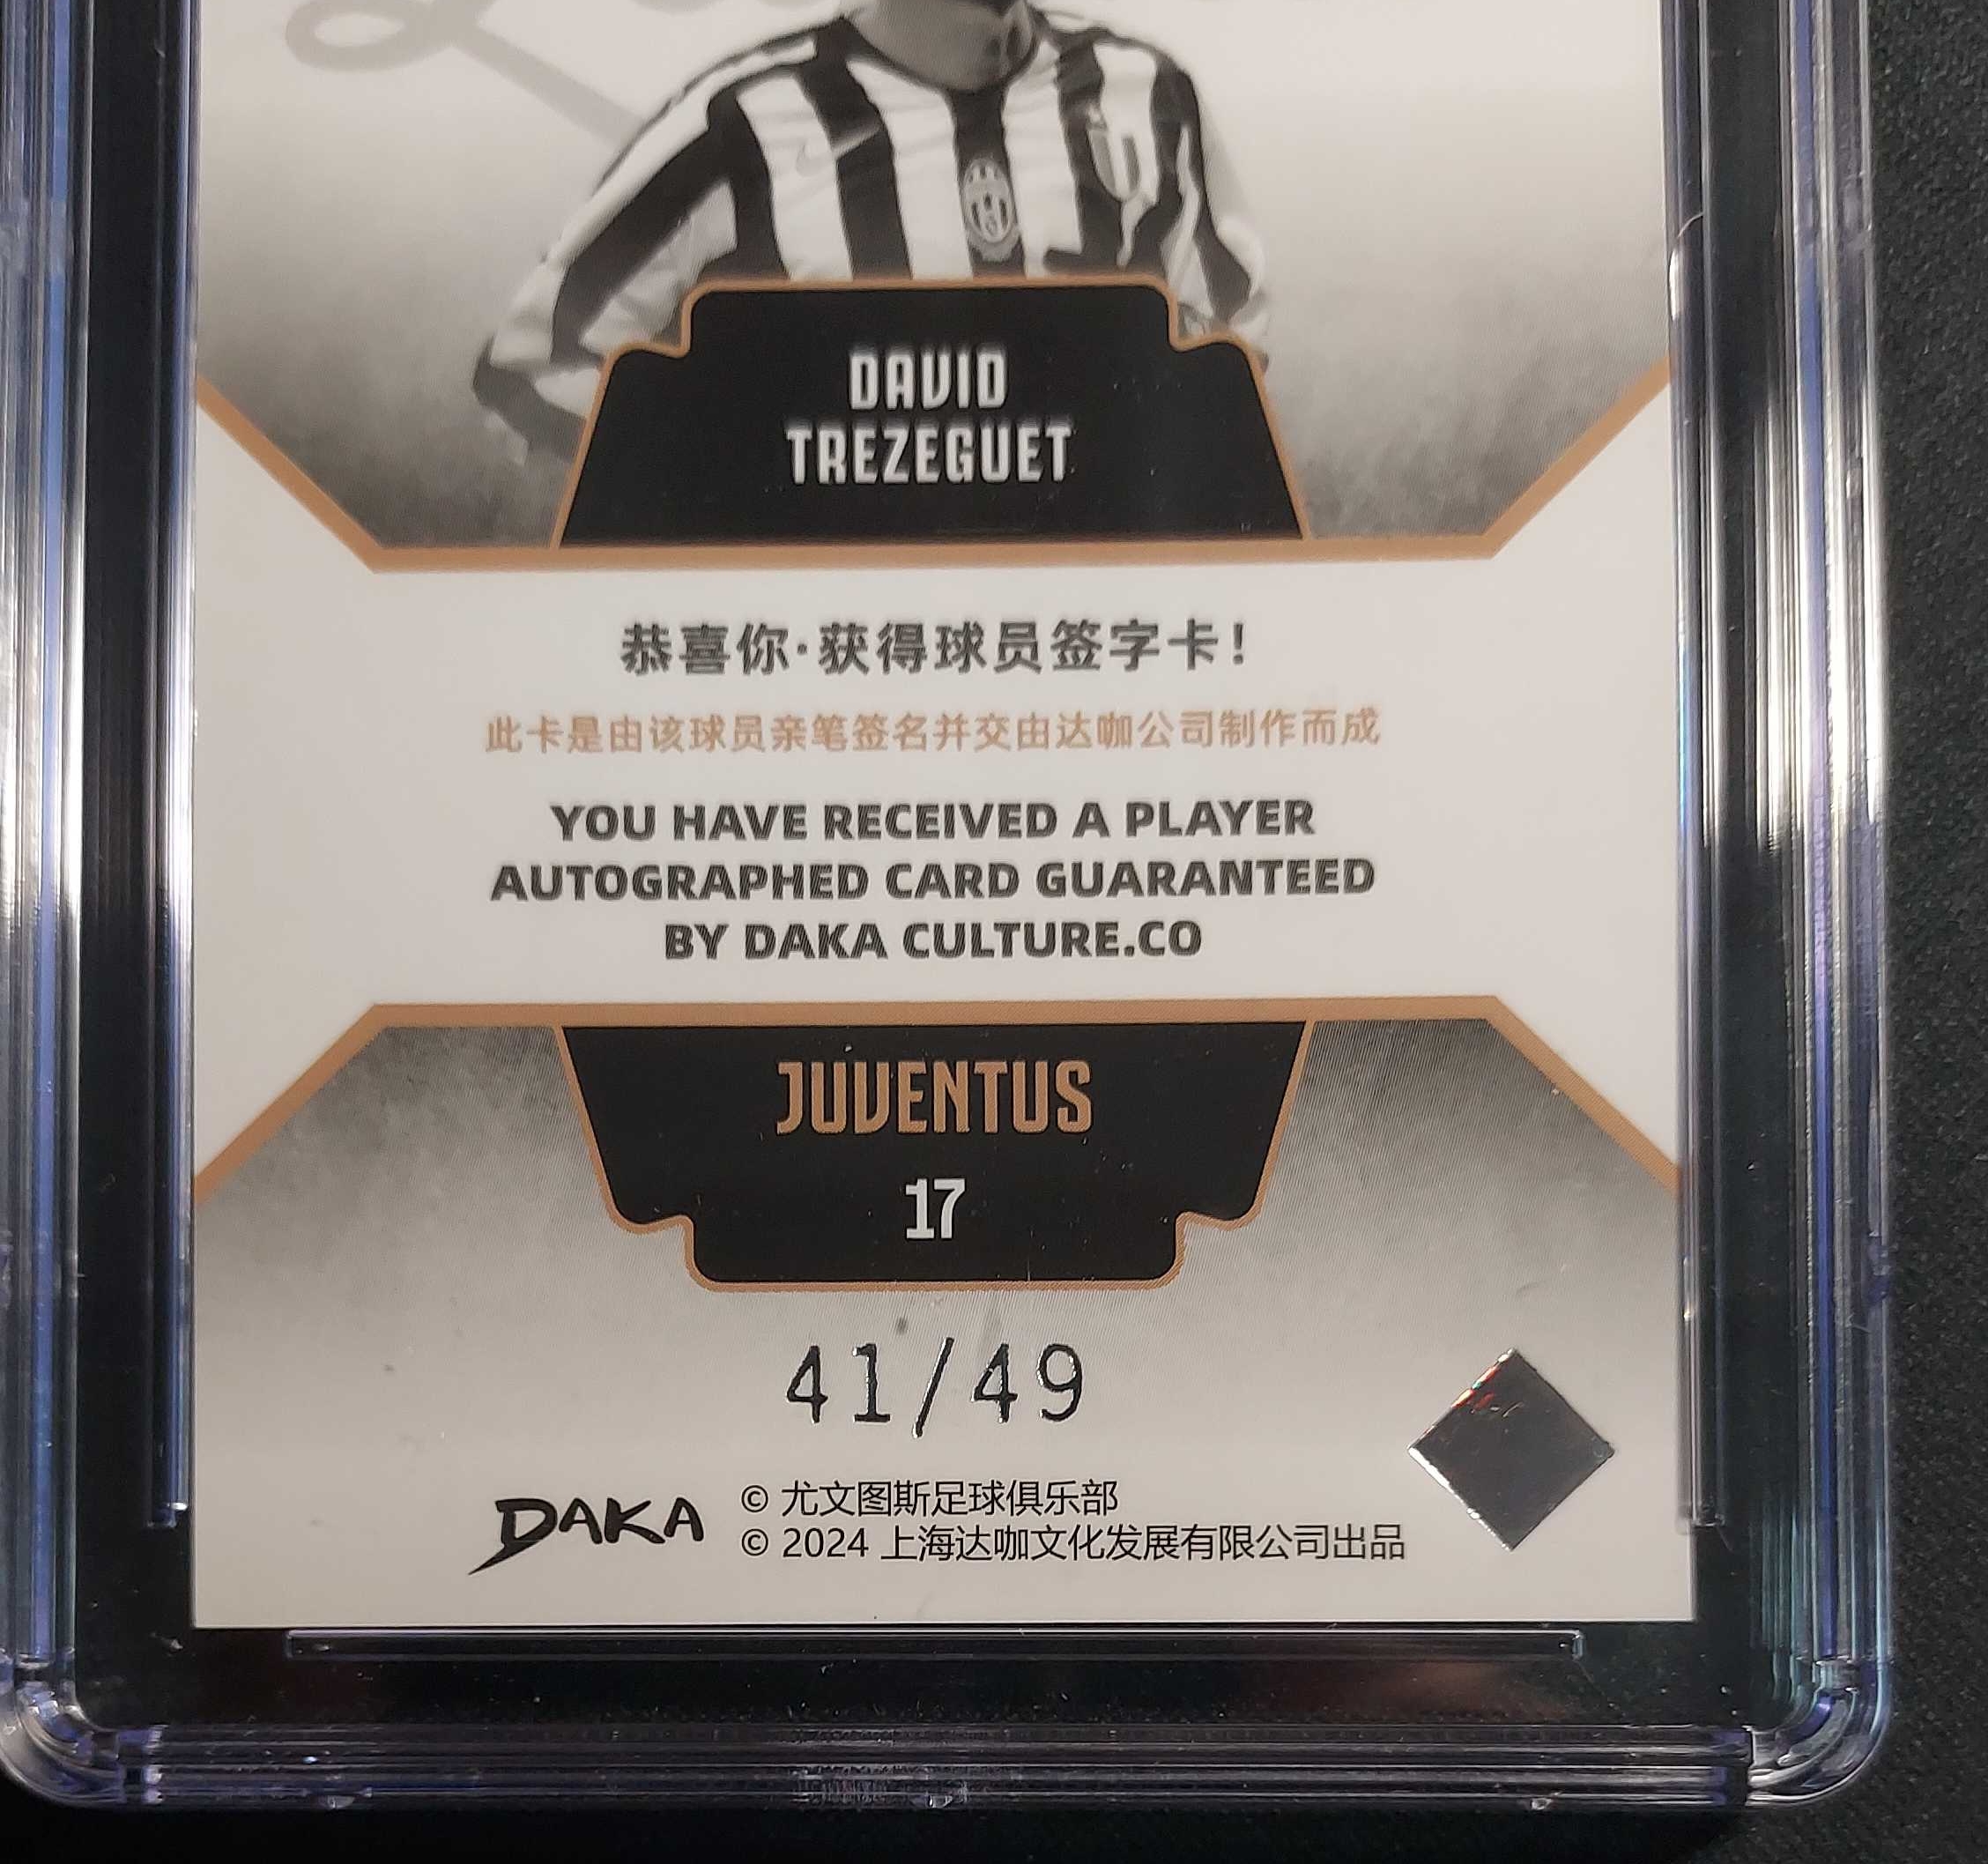 DAVID
TREZEGUET
恭喜你·获得球员签字卡!
此卡是由该球员亲笔签名并交由达咖公司制作而成
YOU HAVE RECEIVED A PLAYER
AUTOGRAPHED CARD GUARANTEED
BY DAKA CULTURE.CO
JUVENTUS
17
41/49
DAKA
© 尤文图斯足球俱乐部
© 2024 上海达咖文化发展有限公司出品